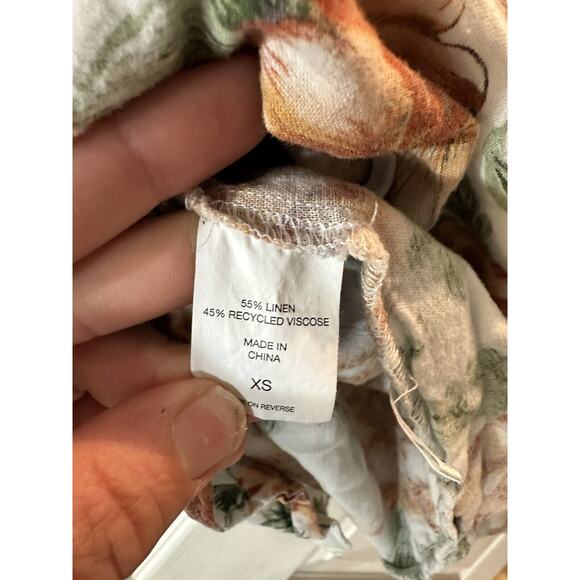 55% LINEN
45% RECYCLED VISCOSE
MADE IN
CHINA
XS
ON REVERSE